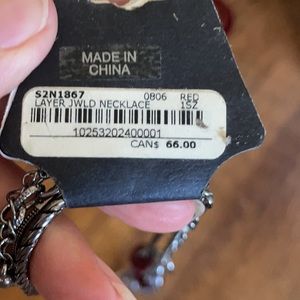 MADE IN
CHINA
S2N1867 0806 RED
LAYER JWLD NECKLACE 1SZ
10253202400001
CAN$ 66.00